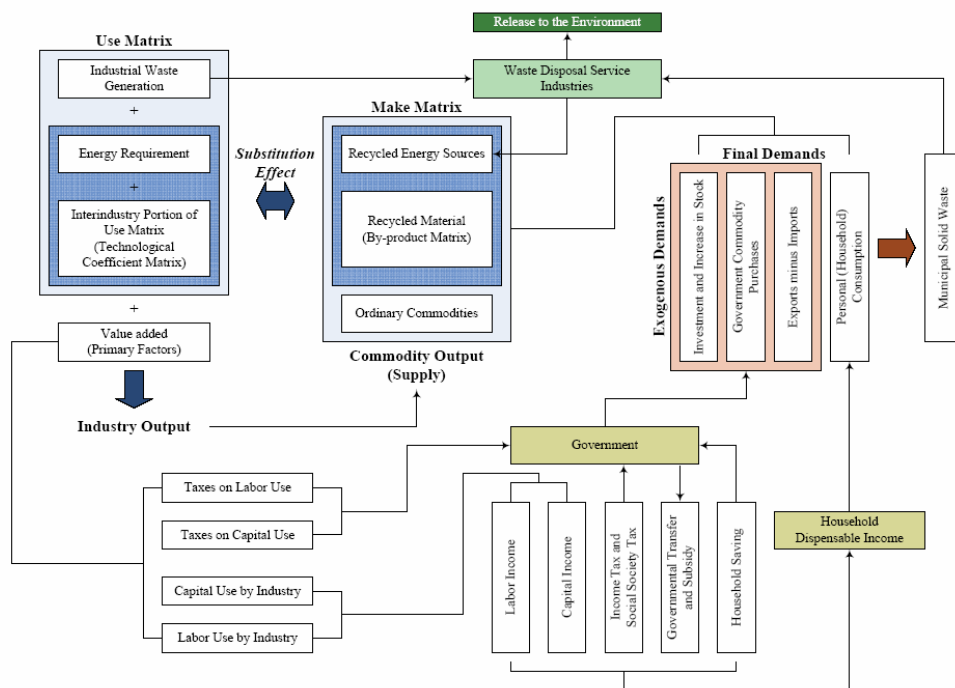 Release to the Environment
Use Matrix
Industrial Waste
Generation
+
Energy Requirement
+
Interindustry Portion of
Use Matrix
(Technological
Coefficient Matrix)
+
Value added
(Primary Factors)
Industry Output
Substitution
Effect
Waste Disposal Service
Industries
Make Matrix
Recycled Energy Sources
Recycled Material
(By-product Matrix)
Ordinary Commodities
Commodity Output
(Supply)
Final Demands
Exogenous Demands
Investment and Increase in Stock
Government Commodity
Purchases
Exports minus Imports
Personal (Household)
Consumption
Municipal Solid Waste
Government
Taxes on Labor Use
Taxes on Capital Use
Capital Use by Industry
Labor Use by Industry
Labor Income
Capital Income
Income Tax and
Social Society Tax
Governmental Transfer
and Subsidy
Household Saving
Household
Dispensable Income